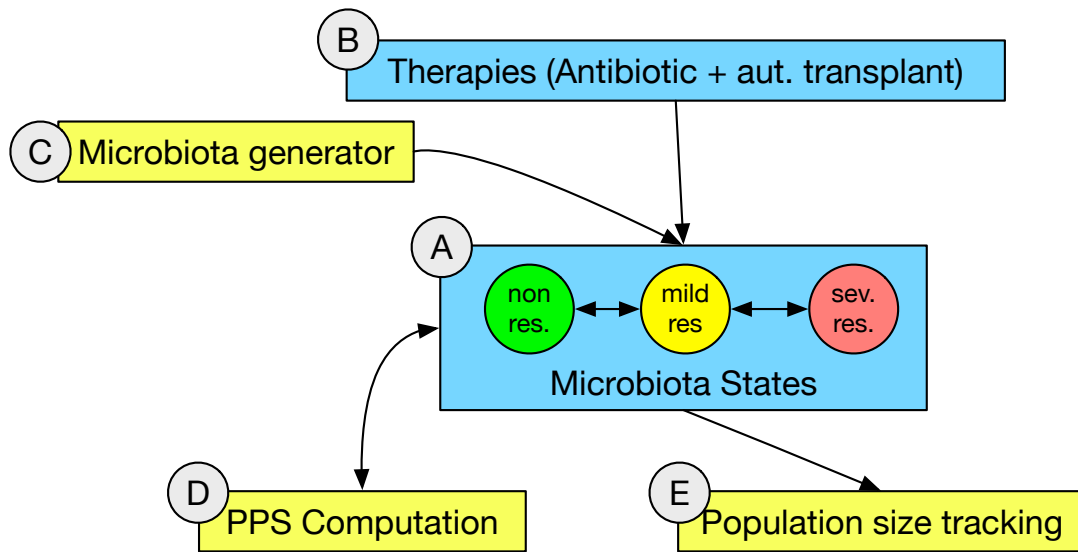 B
Therapies (Antibiotic + aut. transplant)
C
Microbiota generator
A
non
res.
mild
res
sev.
res.
Microbiota States
D
PPS Computation
E
Population size tracking